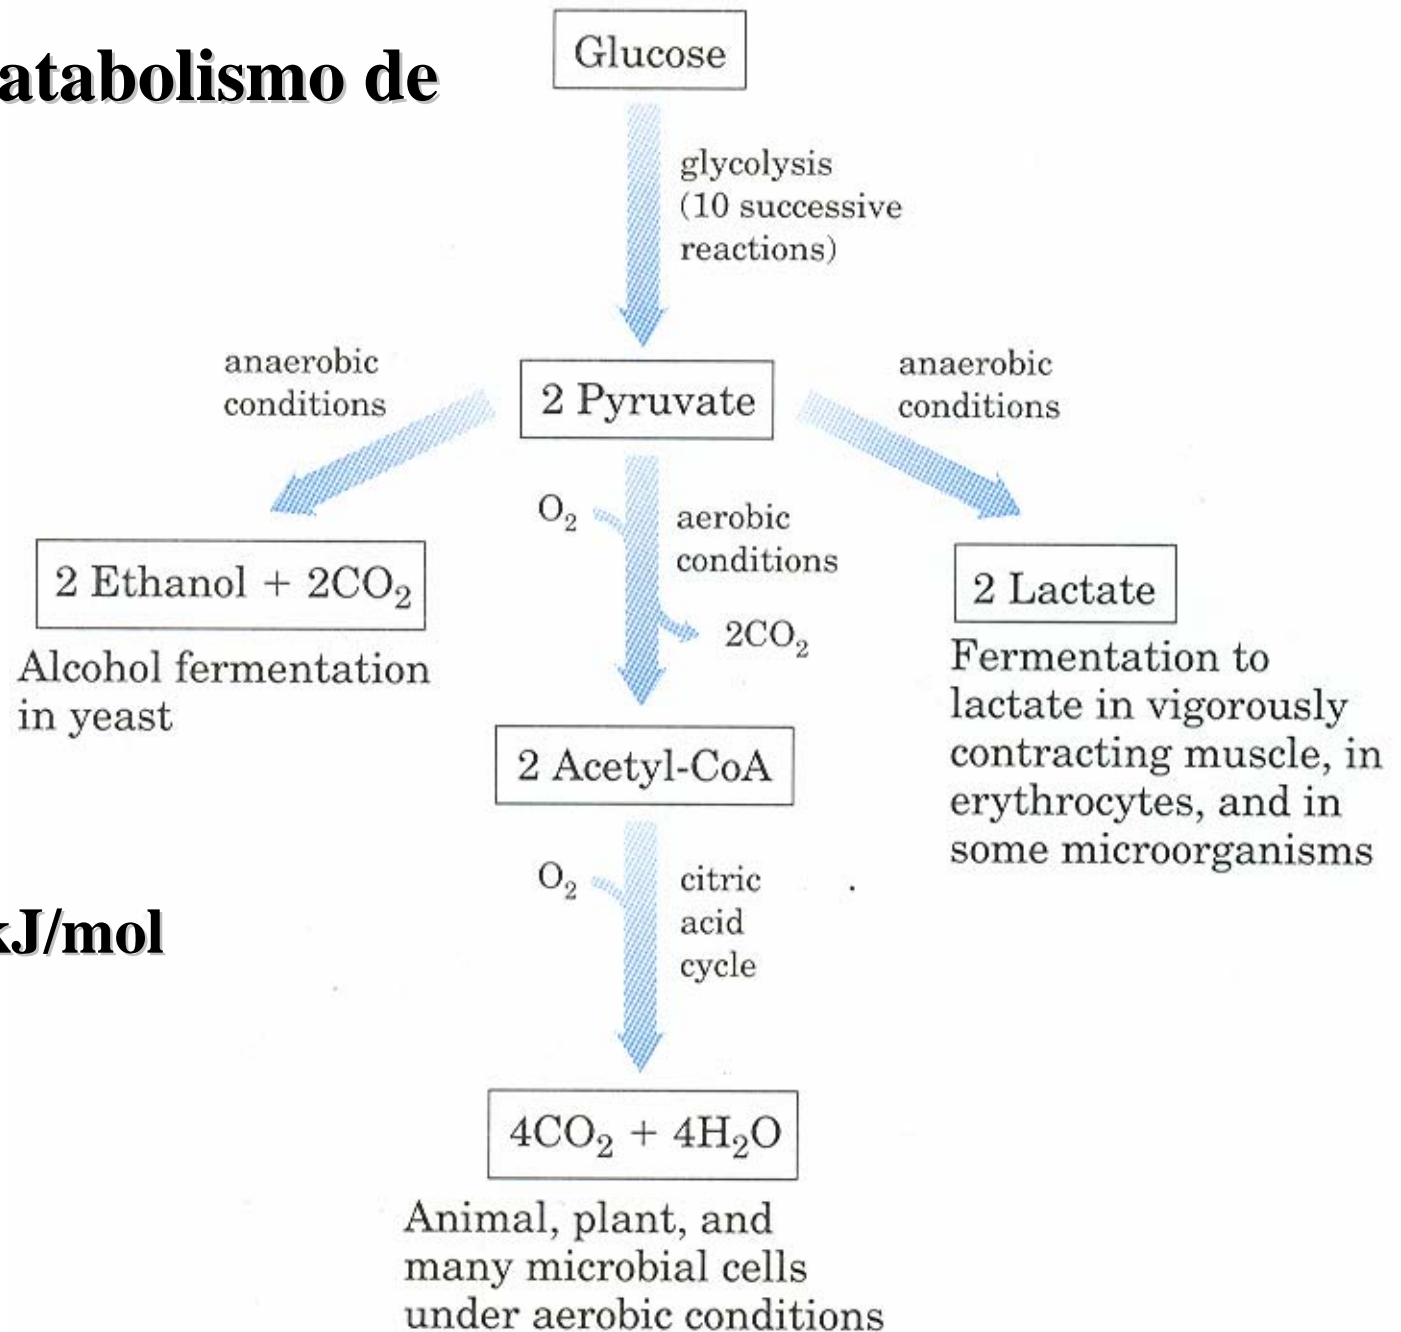 atabolismo de
Glucose
glycolysis
(10 successive
reactions)
anaerobic
conditions
2 Pyruvate
anaerobic
conditions
O₂
aerobic
conditions
2CO₂
2 Ethanol + 2CO₂
Alcohol fermentation
in yeast
2 Lactate
Fermentation to
lactate in vigorously
contracting muscle, in
erythrocytes, and in
some microorganisms
2 Acetyl-CoA
O₂
citric
acid
cycle
kJ/mol
4CO₂ + 4H₂O
Animal, plant, and
many microbial cells
under aerobic conditions